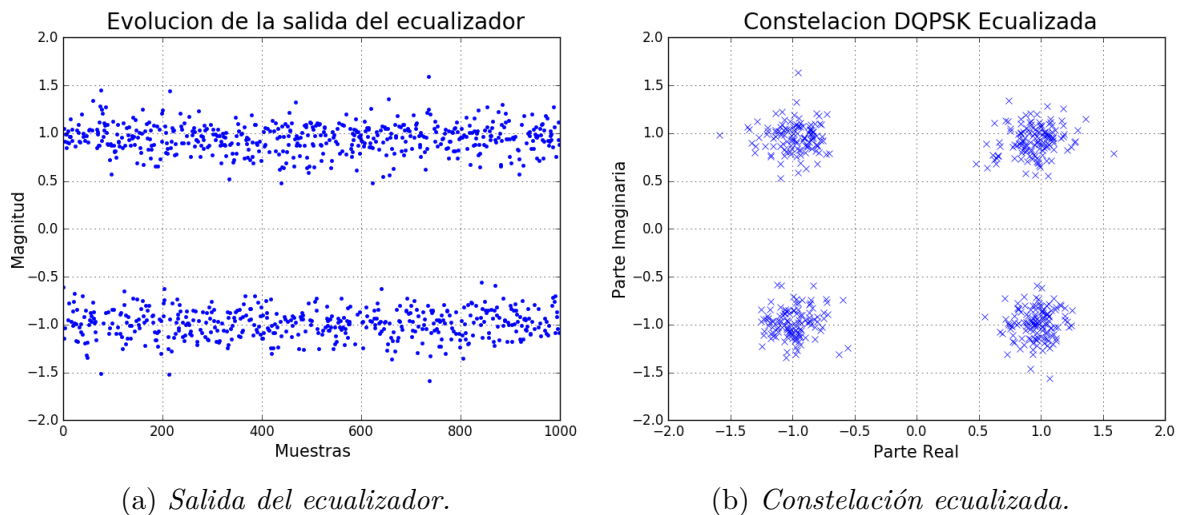 Evolucion de la salida del ecualizador
2.0
1.5
1.0
0.5
0.0
−0.5
−1.0
−1.5
−2.0
Magnitud
0 200 400 600 800 1000
Muestras
(a) Salida del ecualizador.
Constelacion DQPSK Ecualizada
2.0
1.5
1.0
0.5
0.0
−0.5
−1.0
−1.5
−2.0
Parte Imaginaria
−2.0 −1.5 −1.0 −0.5 0.0 0.5 1.0 1.5 2.0
Parte Real
(b) Constelación ecualizada.